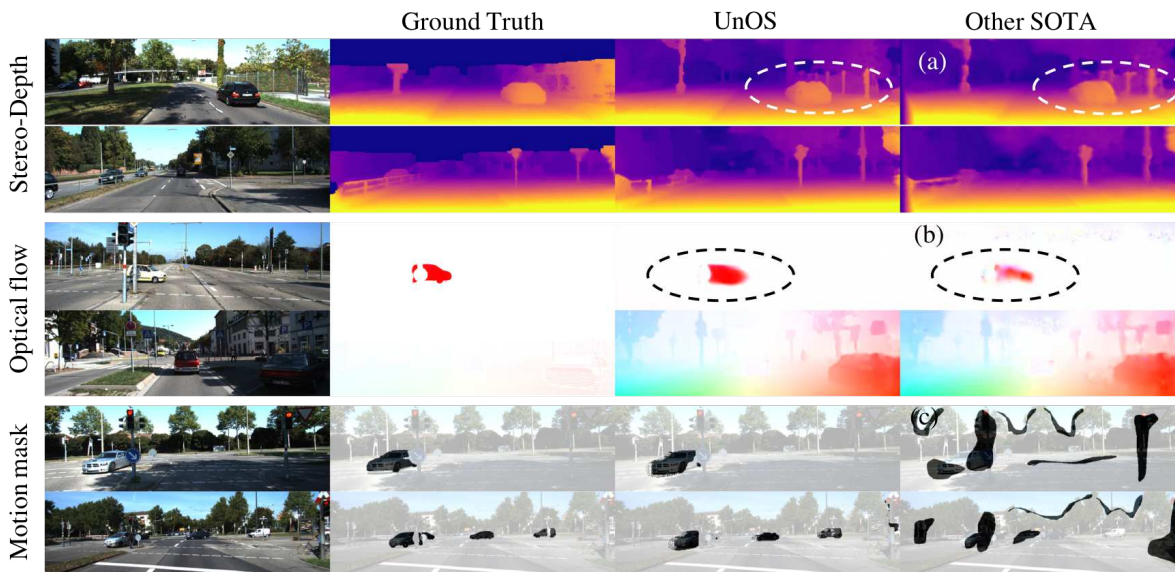 Ground Truth
UnOS
Other SOTA
Stereo-Depth
(a)
Optical flow
(b)
Motion mask
(c)